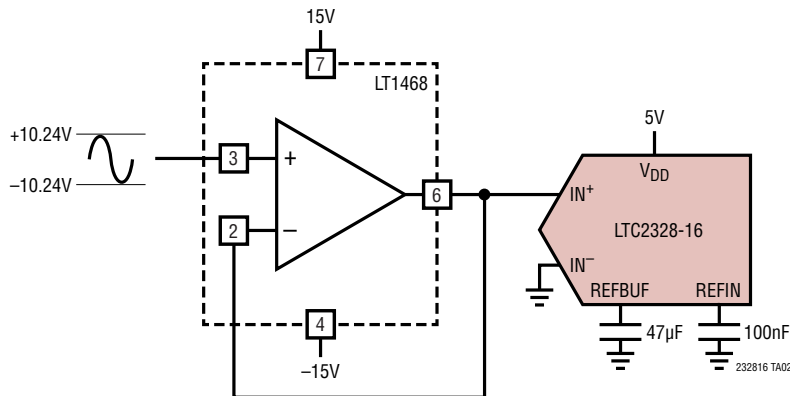 15V
7
LT1468
+10.24V
–10.24V
3
+
6
2
–
4
–15V
5V
VDD
IN+
LTC2328-16
IN–
REFBUF
REFIN
47µF
100nF
232816 TA02